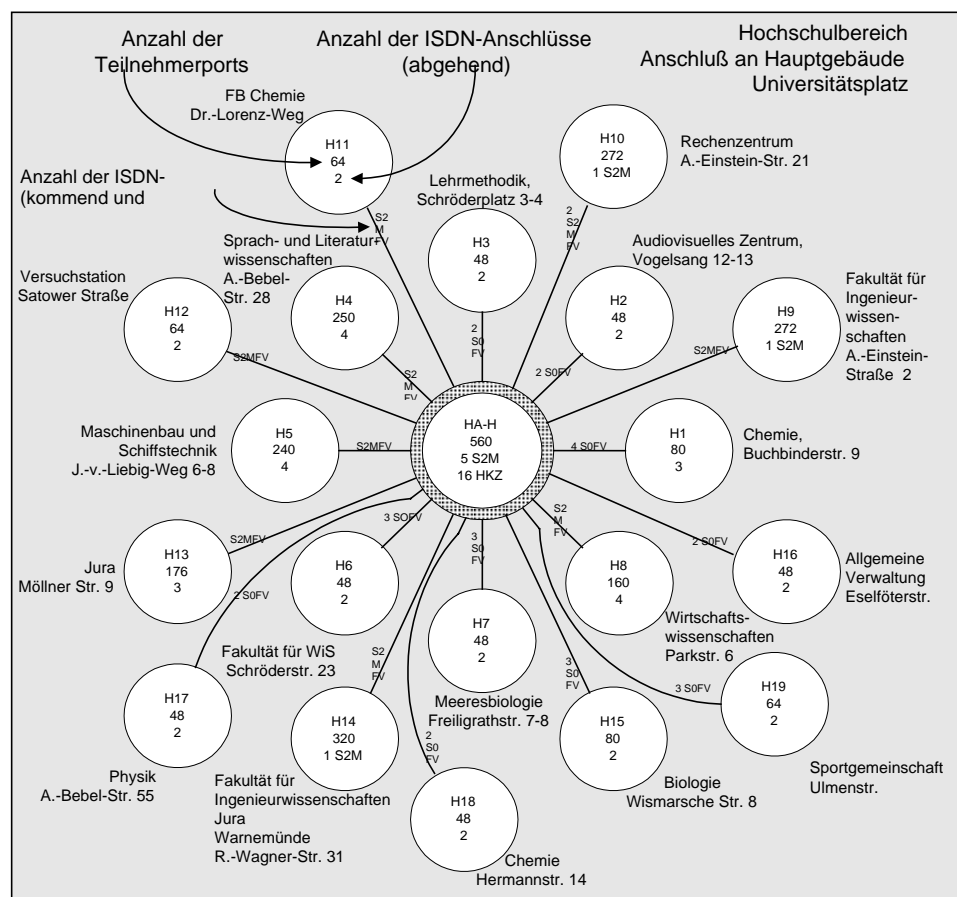 Anzahl der
Teilnehmerports
Anzahl der ISDN-Anschlüsse
(abgehend)
Hochschulbereich
Anschluß an Hauptgebäude
Universitätsplatz
FB Chemie
Dr.-Lorenz-Weg
H11
64
2
H10
272
1 S2M
Rechenzentrum
A.-Einstein-Str. 21
Anzahl der ISDN-
(kommend und
S2
M
FV
2
S2
M
FV
Lehrmethodik,
Schröderplatz 3-4
H3
48
2
2
S0
FV
Sprach- und Literatur-
wissenschaften
A.-Bebel-
Str. 28
H4
250
4
S2
M
FV
Audiovisuelles Zentrum,
Vogelsang 12-13
H2
48
2
2 S0FV
Fakultät für
Ingenieur-
wissen-
schaften
A.-Einstein-
Straße 2
H9
272
1 S2M
S2MFV
Versuchstation
Satower Straße
H12
64
2
S2MFV
HA-H
560
5 S2M
16 HKZ
Maschinenbau und
Schiffstechnik
J.-v.-Liebig-Weg 6-8
H5
240
4
S2MFV
4 S0FV
H1
80
3
Chemie,
Buchbinderstr. 9
Jura
Möllner Str. 9
H13
176
3
S2MFV
3 SOFV
H6
48
2
Fakultät für WiS
Schröderstr. 23
3
S0
FV
H7
48
2
Meeresbiologie
Freiligrathstr. 7-8
S2
M
FV
H8
160
4
Wirtschafts-
wissenschaften
Parkstr. 6
2 S0FV
H16
48
2
Allgemeine
Verwaltung
Eselföterstr.
2 S0FV
H17
48
2
Physik
A.-Bebel-Str. 55
S2
M
FV
H14
320
1 S2M
Fakultät für
Ingenieurwissenschaften
Jura
Warnemünde
R.-Wagner-Str. 31
2
S0
FV
H18
48
2
Chemie
Hermannstr. 14
3
S0
FV
H15
80
2
Biologie
Wismarsche Str. 8
3 S0FV
H19
64
2
Sportgemeinschaft
Ulmenstr.